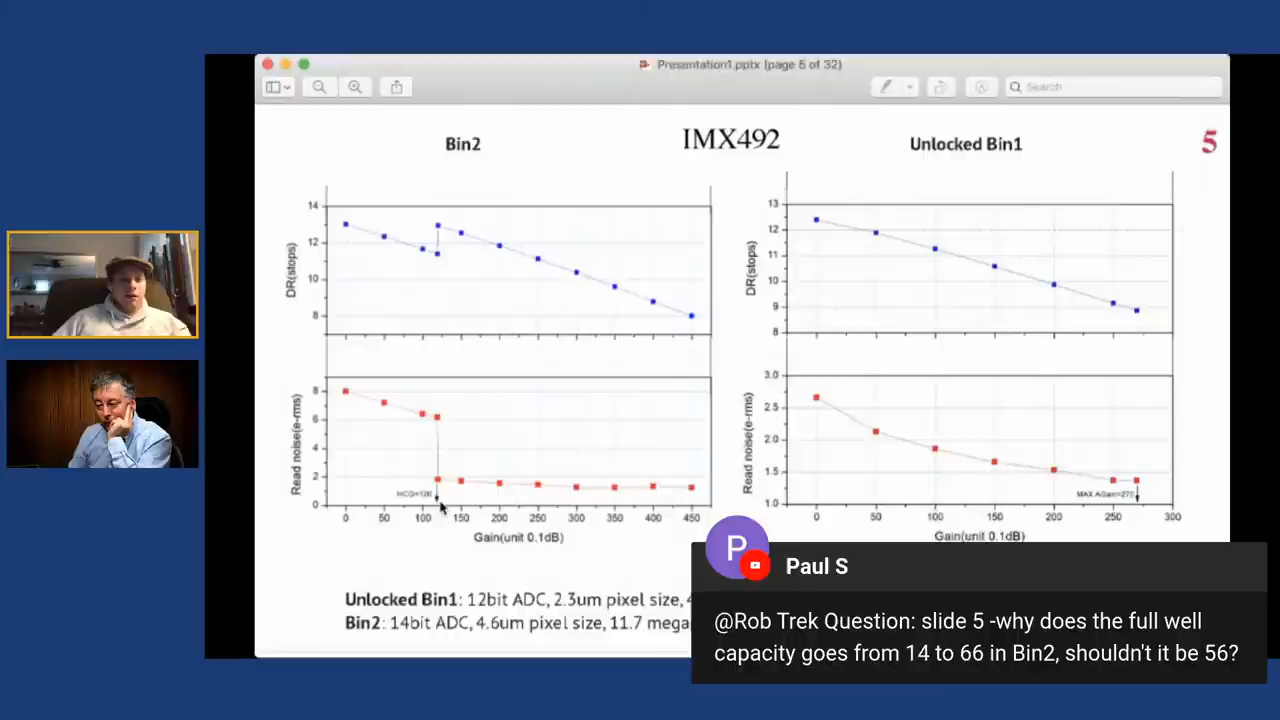 Presentation1.pptx (page 5 of 32)
Search
Bin2
IMX492
Unlocked Bin1
5
DR(stops)
14
12
10
8
Read noise(e-rms)
8
6
4
2
0
HCG=120
0 50 100 150 200 250 300 350 400 450
Gain(unit 0.1dB)
DR(stops)
13
12
11
10
9
8
Read noise(e-rms)
3.0
2.5
2.0
1.5
1.0
MAX AGain=270
0 50 100 150 200 250 300
Gain(unit 0.1dB)
Unlocked Bin1: 12bit ADC, 2.3um pixel size,
Bin2: 14bit ADC, 4.6um pixel size, 11.7 mega
P
Paul S
@Rob Trek Question: slide 5 -why does the full well
capacity goes from 14 to 66 in Bin2, shouldn't it be 56?